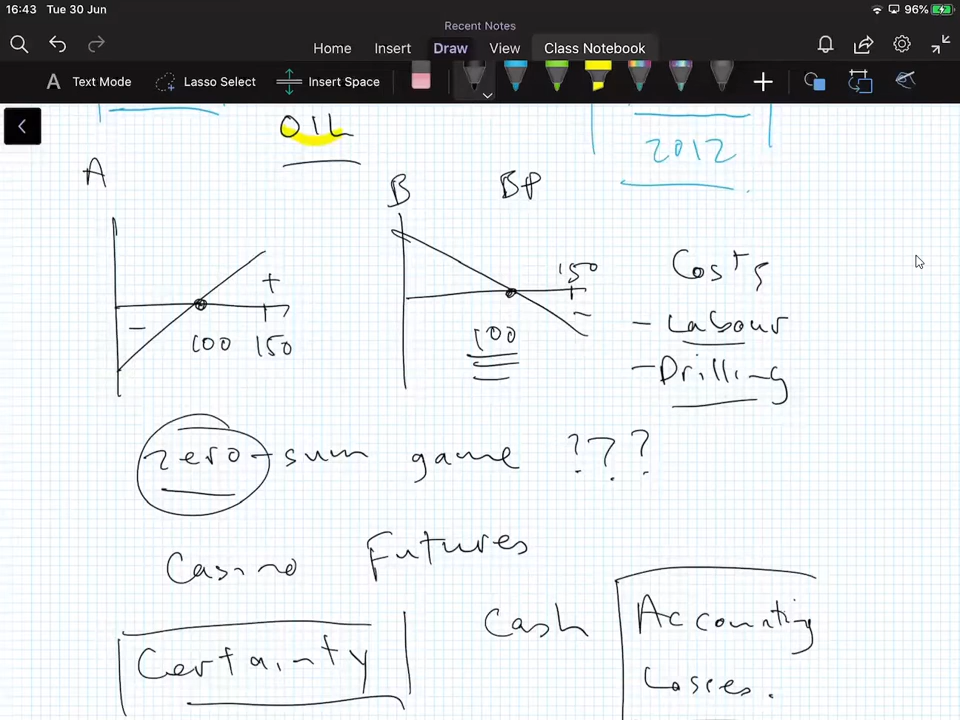 16:43 Tue 30 Jun
Recent Notes
96%
Home Insert Draw View Class Notebook
Text Mode Lasso Select Insert Space
OIL
2012
A
B BP
+
-
100 150
150
-
100
Costs
- Labour
- Drilling
zero-sum game ???
Casino Futures
Cash
Certainty
Accounting
Losses.